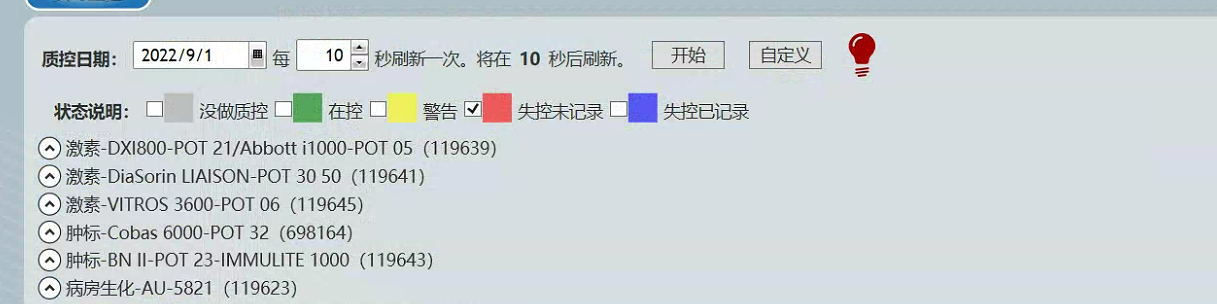 质控日期： 2022/9/1 每 10 秒刷新一次。将在 10 秒后刷新。 开始 自定义
状态说明： 没做质控 在控 警告 失控未记录 失控已记录
激素-DXI800-POT 21/Abbott i1000-POT 05 (119639)
激素-DiaSorin LIAISON-POT 30 50 (119641)
激素-VITROS 3600-POT 06 (119645)
肿标-Cobas 6000-POT 32 (698164)
肿标-BN II-POT 23-IMMULITE 1000 (119643)
病房生化-AU-5821 (119623)